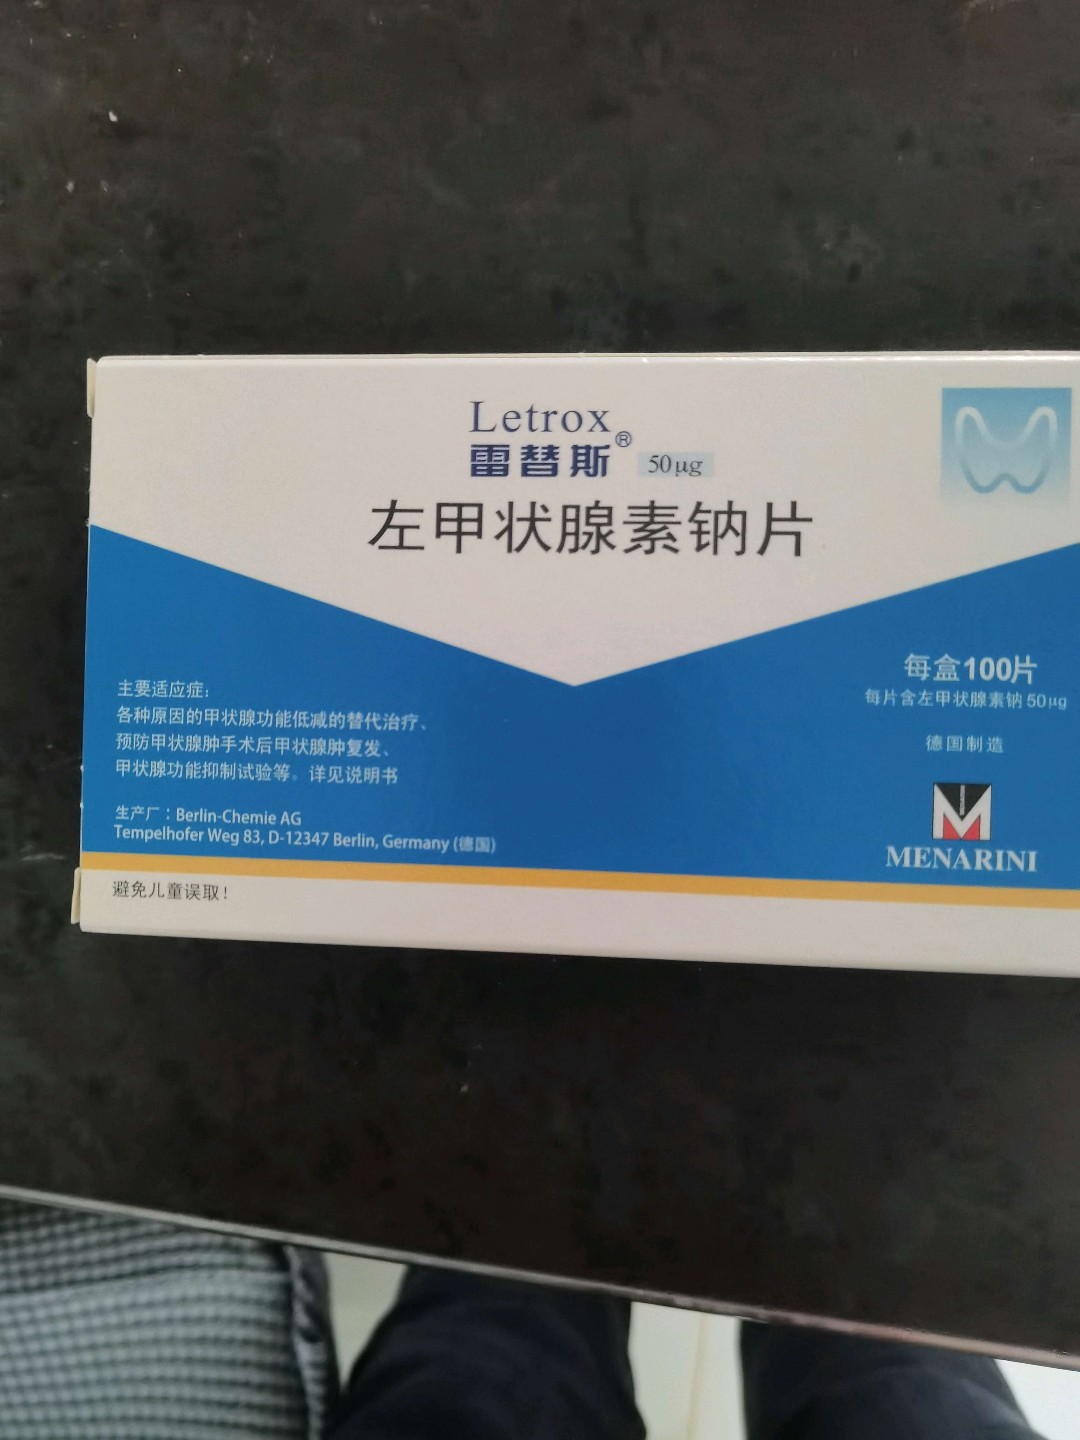 Letrox
雷替斯® 50μg
左甲状腺素钠片
主要适应症:
各种原因的甲状腺功能低减的替代治疗、
预防甲状腺肿手术后甲状腺肿复发、
甲状腺功能抑制试验等。详见说明书
生产厂:Berlin-Chemie AG
Tempelhofer Weg 83, D-12347 Berlin, Germany (德国)
避免儿童误取!
每盒100片
每片含左甲状腺素钠 50μg
德国制造
MENARINI